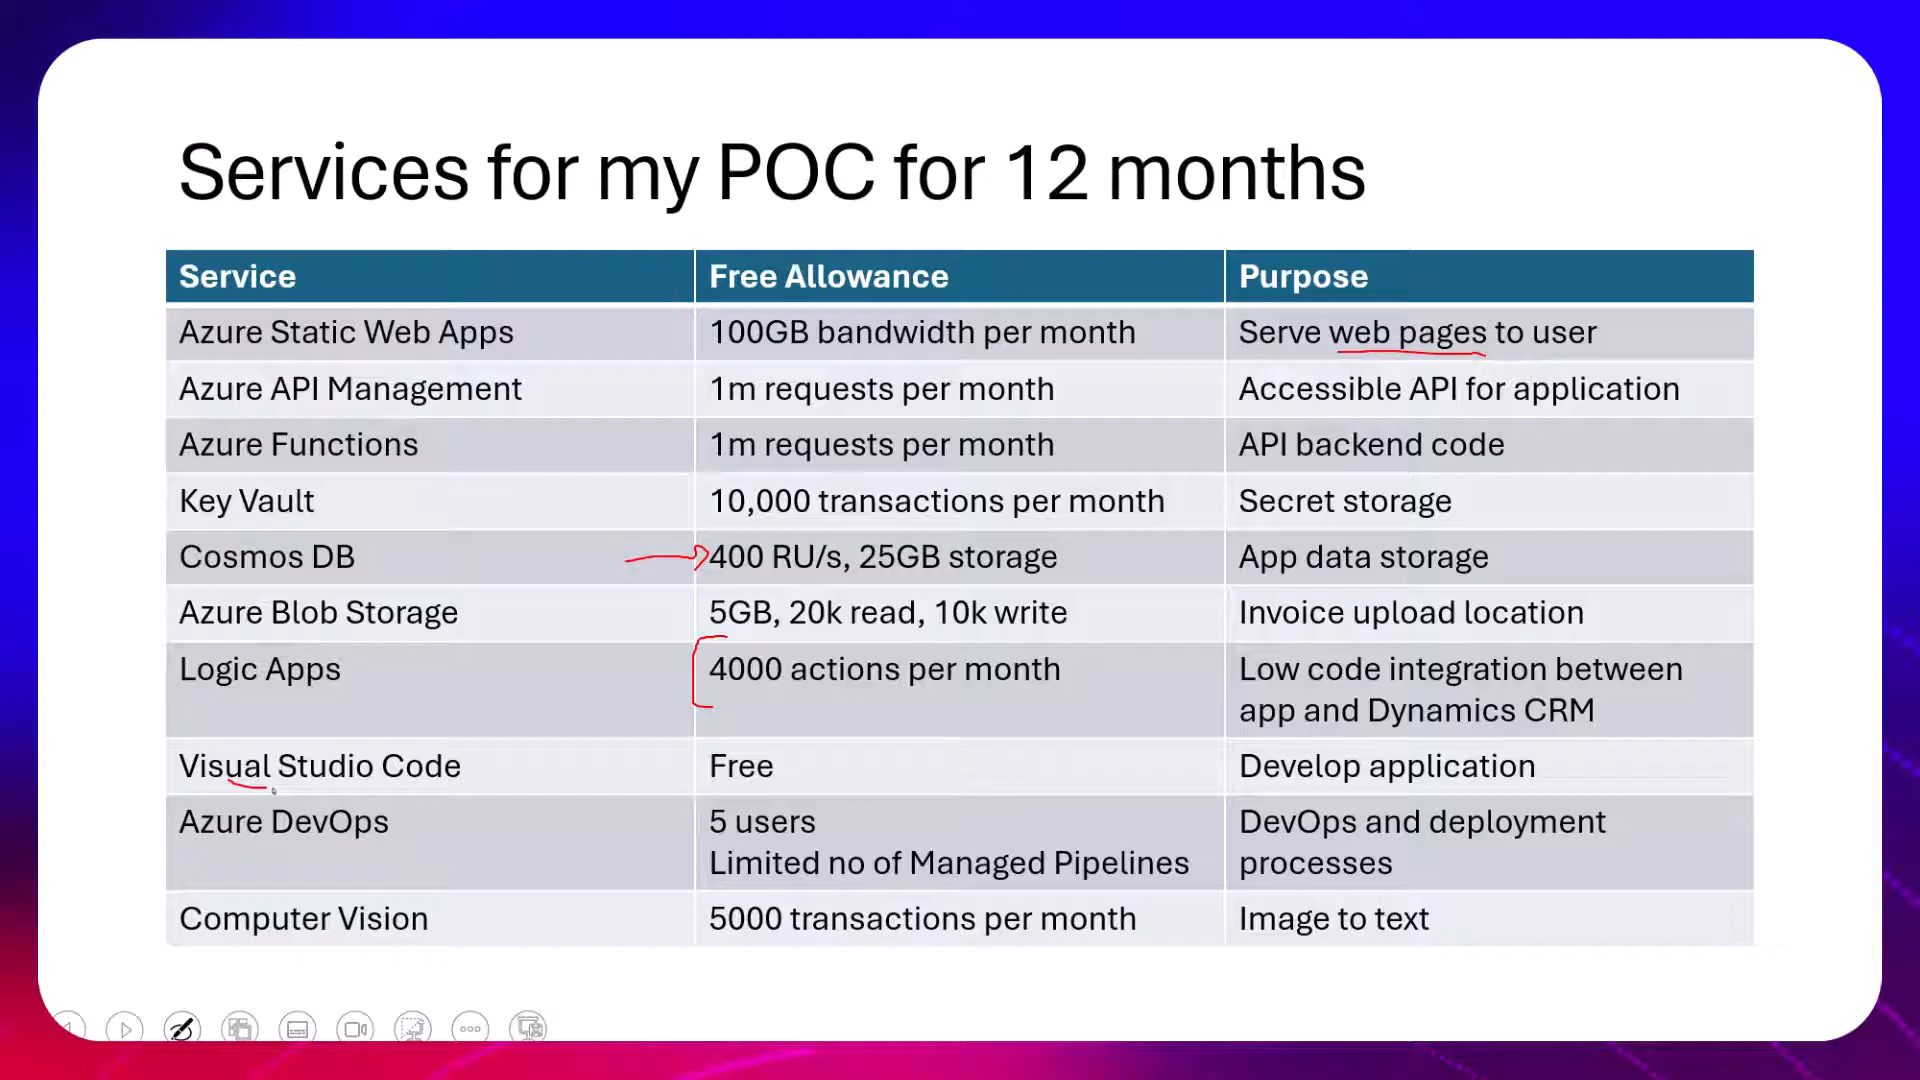 Services for my POC for 12 months
Service Free Allowance Purpose
Azure Static Web Apps 100GB bandwidth per month Serve web pages to user
Azure API Management 1m requests per month Accessible API for application
Azure Functions 1m requests per month API backend code
Key Vault 10,000 transactions per month Secret storage
Cosmos DB 400 RU/s, 25GB storage App data storage
Azure Blob Storage 5GB, 20k read, 10k write Invoice upload location
Logic Apps 4000 actions per month Low code integration between
app and Dynamics CRM
Visual Studio Code Free Develop application
Azure DevOps 5 users DevOps and deployment
Limited no of Managed Pipelines processes
Computer Vision 5000 transactions per month Image to text